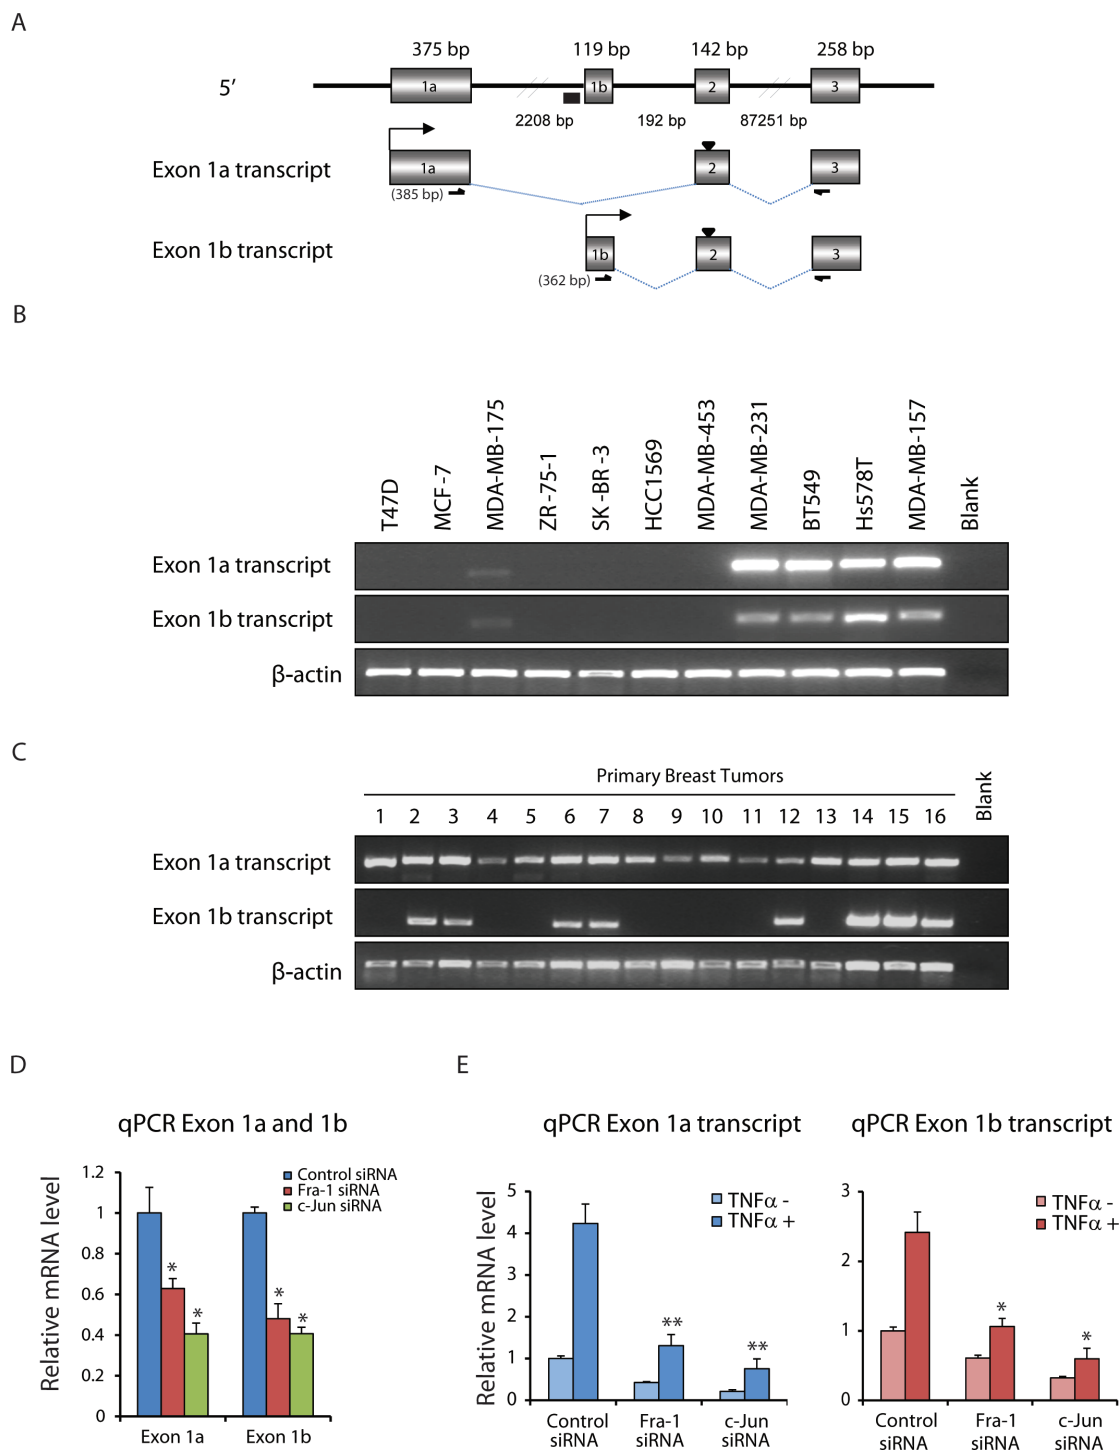 A
375 bp
119 bp
142 bp
258 bp
5′
1a
1b
2
3
2208 bp
192 bp
87251 bp
Exon 1a transcript
1a
2
3
(385 bp)
Exon 1b transcript
1b
2
3
(362 bp)
B
T47D
MCF-7
MDA-MB-175
ZR-75-1
SK-BR-3
HCC1569
MDA-MB-453
MDA-MB-231
BT549
Hs578T
MDA-MB-157
Blank
Exon 1a transcript
Exon 1b transcript
β-actin
C
Primary Breast Tumors
Blank
1 2 3 4 5 6 7 8 9 10 11 12 13 14 15 16
Exon 1a transcript
Exon 1b transcript
β-actin
D
qPCR Exon 1a and 1b
Relative mRNA level
1.2
1
0.8
0.6
0.4
0.2
0
Control siRNA
Fra-1 siRNA
c-Jun siRNA
*
*
*
*
Exon 1a
Exon 1b
E
qPCR Exon 1a transcript
Relative mRNA level
5
4
3
2
1
0
TNFα -
TNFα +
**
**
Control siRNA
Fra-1 siRNA
c-Jun siRNA
qPCR Exon 1b transcript
3
2
1
0
TNFα -
TNFα +
*
*
Control siRNA
Fra-1 siRNA
c-Jun siRNA